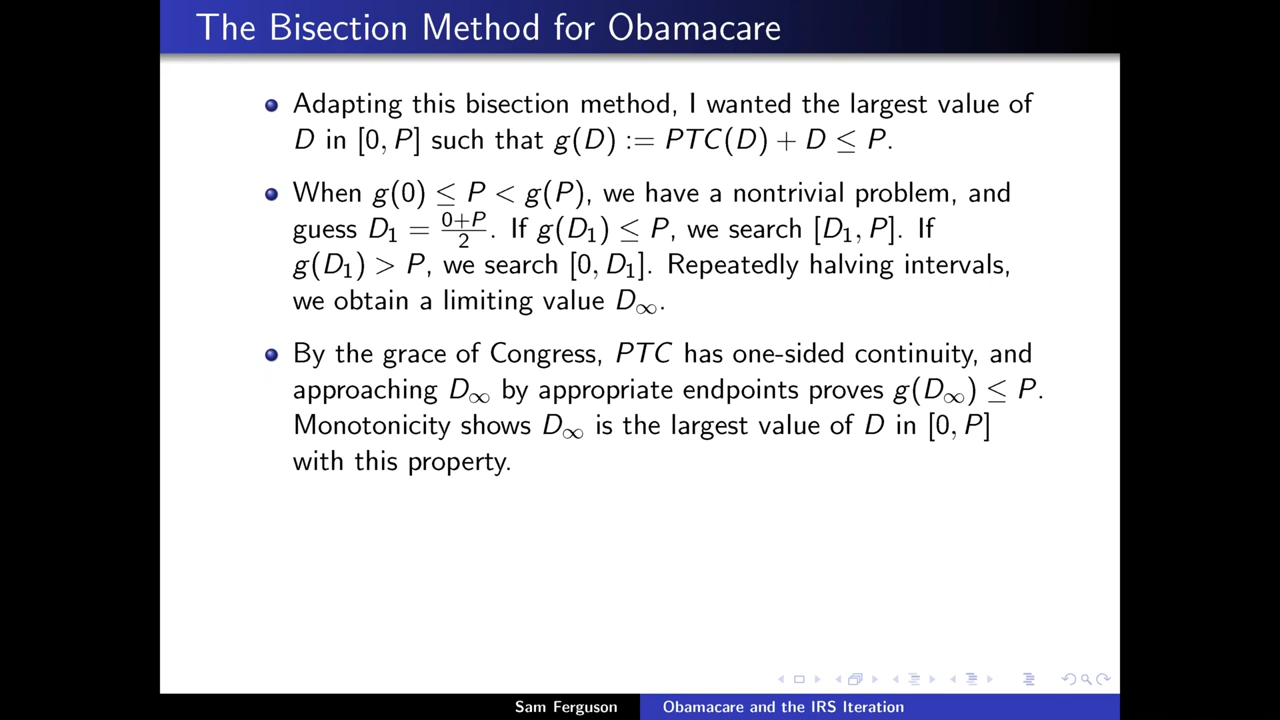 The Bisection Method for Obamacare
Adapting this bisection method, I wanted the largest value of
D in [0, P] such that g(D) := PTC(D) + D ≤ P.
When g(0) ≤ P < g(P), we have a nontrivial problem, and
guess D₁ = (0+P)/2. If g(D₁) ≤ P, we search [D₁, P]. If
g(D₁) > P, we search [0, D₁]. Repeatedly halving intervals,
we obtain a limiting value D∞.
By the grace of Congress, PTC has one-sided continuity, and
approaching D∞ by appropriate endpoints proves g(D∞) ≤ P.
Monotonicity shows D∞ is the largest value of D in [0, P]
with this property.
Sam Ferguson
Obamacare and the IRS Iteration